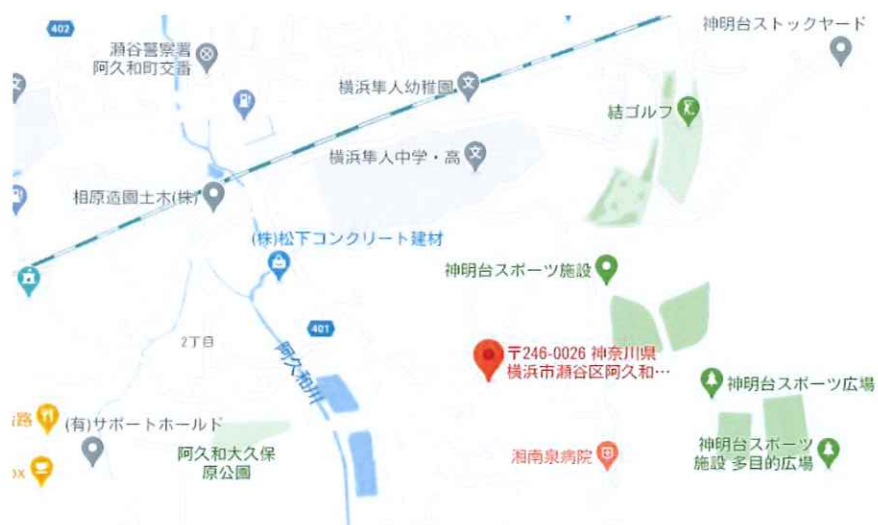 402
神明台ストックヤード
瀬谷警察署
阿久和町交番
横浜隼人幼稚園
結ゴルフ
横浜隼人中学・高
相原造園土木(株)
(株)松下コンクリート建材
神明台スポーツ施設
401
2丁目
阿久和川
〒246-0026 神奈川県
横浜市瀬谷区阿久和…
神明台スポーツ広場
路
(有)サポートホールド
阿久和大久保
原公園
湘南泉病院
神明台スポーツ
施設 多目的広場
ox